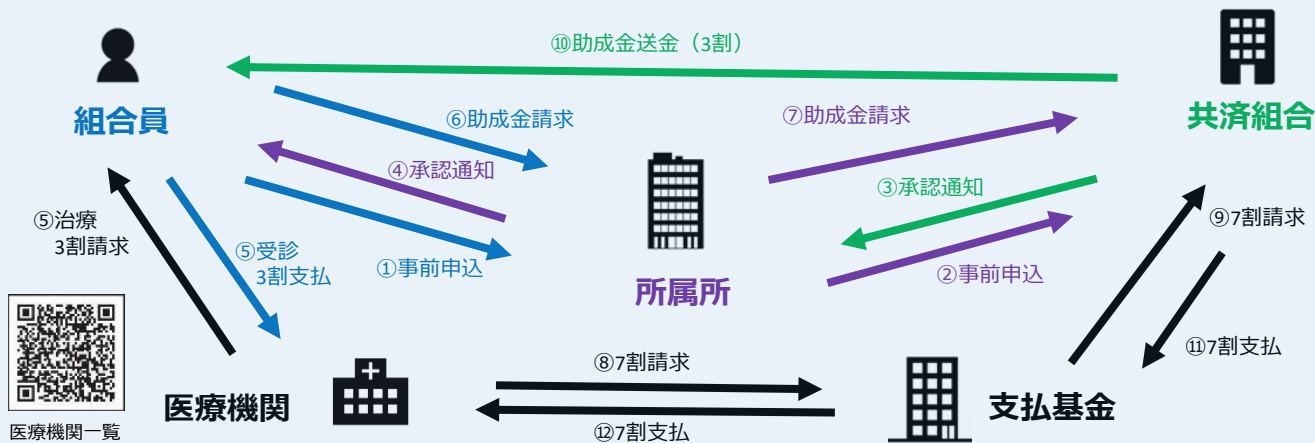 ⑩助成金送金（3割）
組合員
共済組合
⑥助成金請求
⑦助成金請求
④承認通知
③承認通知
⑤治療
3割請求
⑤受診
3割支払
①事前申込
②事前申込
⑨7割請求
所属所
⑪7割支払
⑧7割請求
医療機関
支払基金
⑫7割支払
医療機関一覧